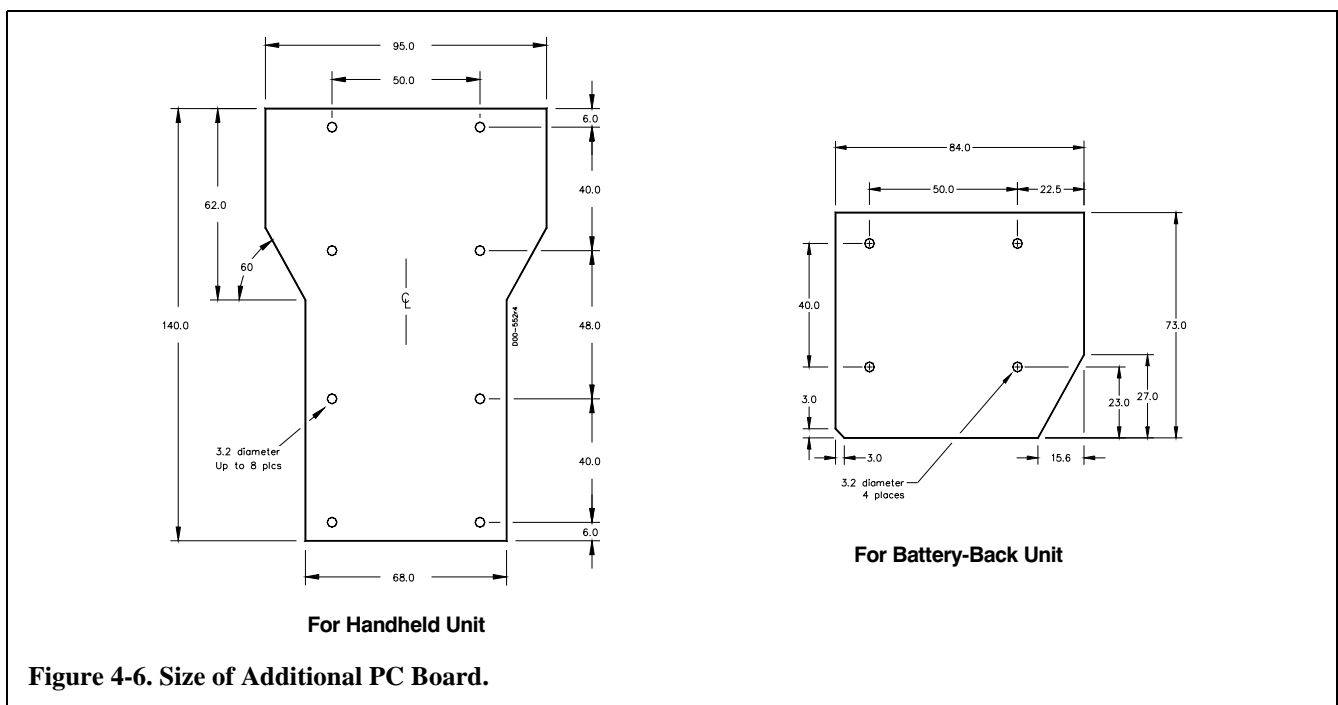 95.0
50.0
6.0
40.0
62.0
60
℄
140.0
D00-552r4
48.0
3.2 diameter
Up to 8 plcs
40.0
6.0
68.0
For Handheld Unit
84.0
50.0
22.5
40.0
73.0
3.0
23.0
27.0
3.0
15.6
3.2 diameter
4 places
For Battery-Back Unit
Figure 4-6. Size of Additional PC Board.